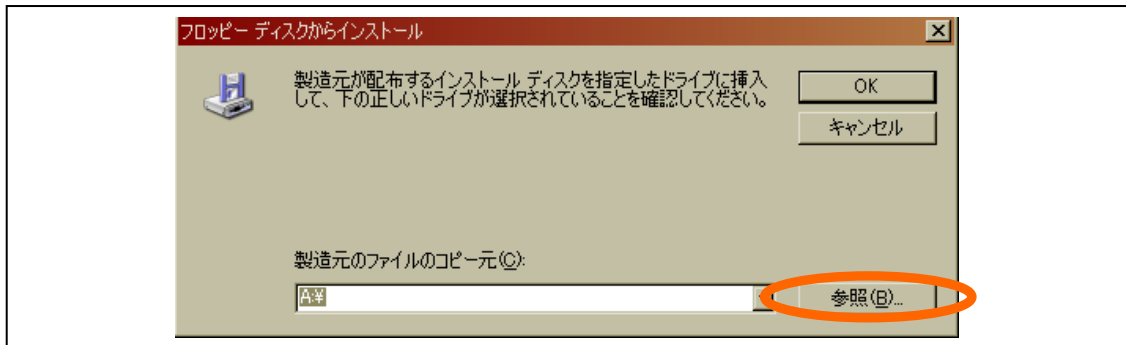 フロッピー ディスクからインストール
製造元が配布するインストール ディスクを指定したドライブに挿入
して、下の正しいドライブが選択されていることを確認してください。
OK
キャンセル
製造元のファイルのコピー元(C):
A:¥
参照(B)...